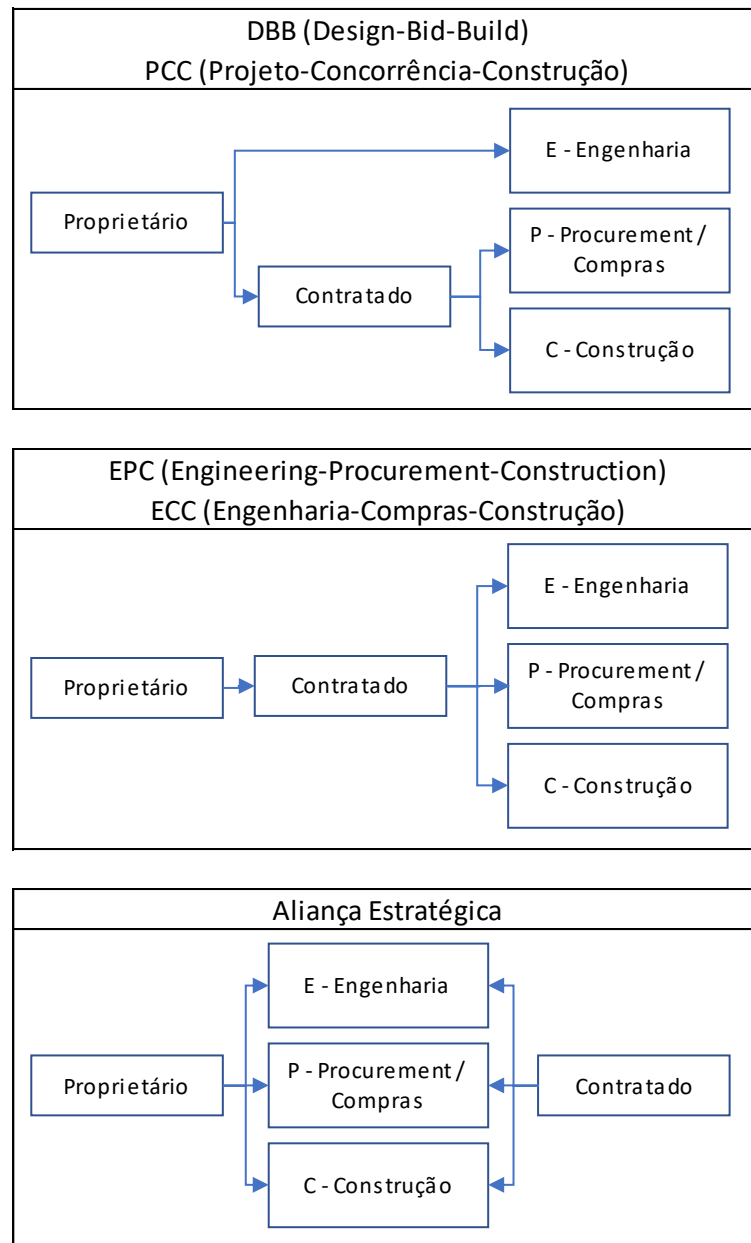 DBB (Design-Bid-Build)
PCC (Projeto-Concorrência-Construção)
E - Engenharia
Proprietário
P - Procurement /
Compras
Contratado
C - Construção
EPC (Engineering-Procurement-Construction)
ECC (Engenharia-Compras-Construção)
E - Engenharia
Proprietário
Contratado
P - Procurement /
Compras
C - Construção
Aliança Estratégica
E - Engenharia
Proprietário
P - Procurement /
Compras
Contratado
C - Construção